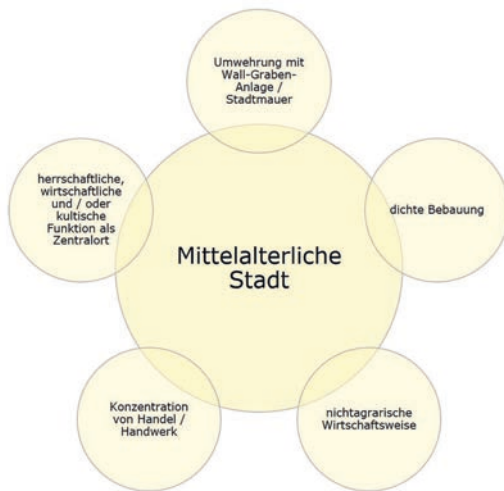 Umwehrung mit
Wall-Graben-
Anlage /
Stadtmauer
herrschaftliche,
wirtschaftliche
und / oder
kultische
Funktion als
Zentralort
dichte Bebauung
Mittelalterliche
Stadt
Konzentration
von Handel /
Handwerk
nichtagrarische
Wirtschaftsweise